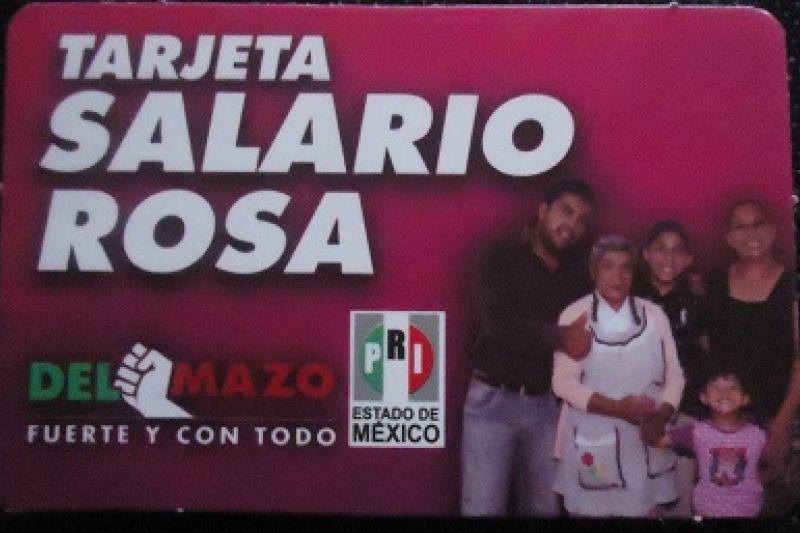 TARJETA
SALARIO
ROSA
DEL MAZO
FUERTE Y CON TODO
PRI
ESTADO DE
MÉXICO